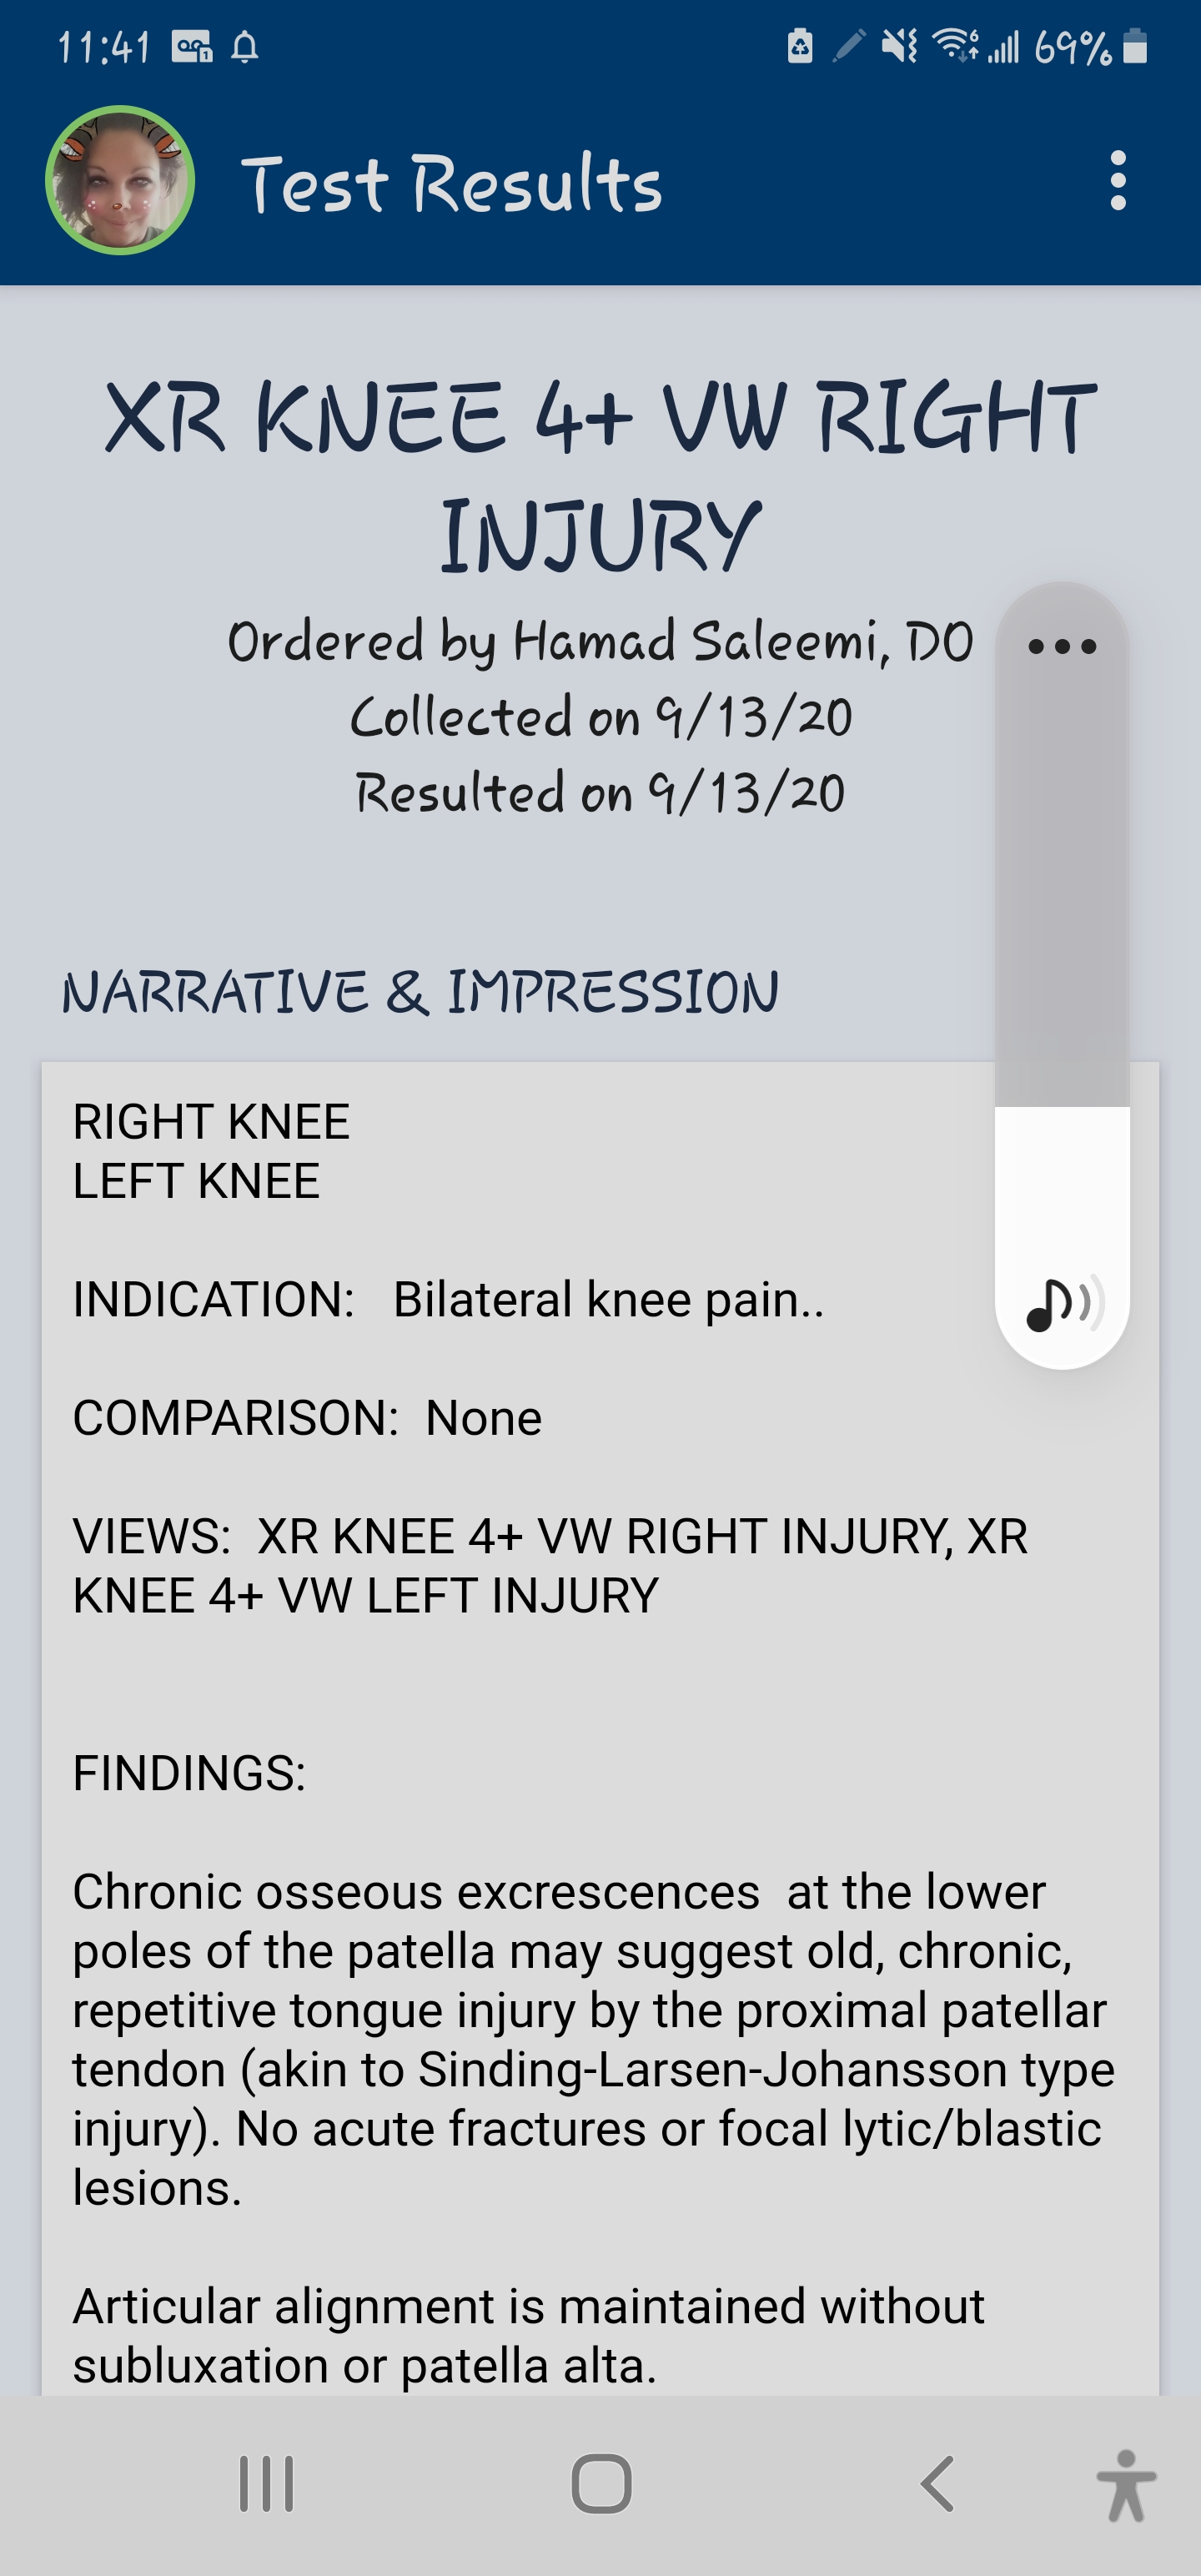 11:41
69%
Test Results
XR KNEE 4+ VW RIGHT
INJURY
Ordered by Hamad Saleemi, DO
Collected on 9/13/20
Resulted on 9/13/20
NARRATIVE & IMPRESSION
RIGHT KNEE
LEFT KNEE
INDICATION:   Bilateral knee pain..
COMPARISON:  None
VIEWS:  XR KNEE 4+ VW RIGHT INJURY, XR
KNEE 4+ VW LEFT INJURY
FINDINGS:
Chronic osseous excrescences  at the lower
poles of the patella may suggest old, chronic,
repetitive tongue injury by the proximal patellar
tendon (akin to Sinding-Larsen-Johansson type
injury). No acute fractures or focal lytic/blastic
lesions.
Articular alignment is maintained without
subluxation or patella alta.